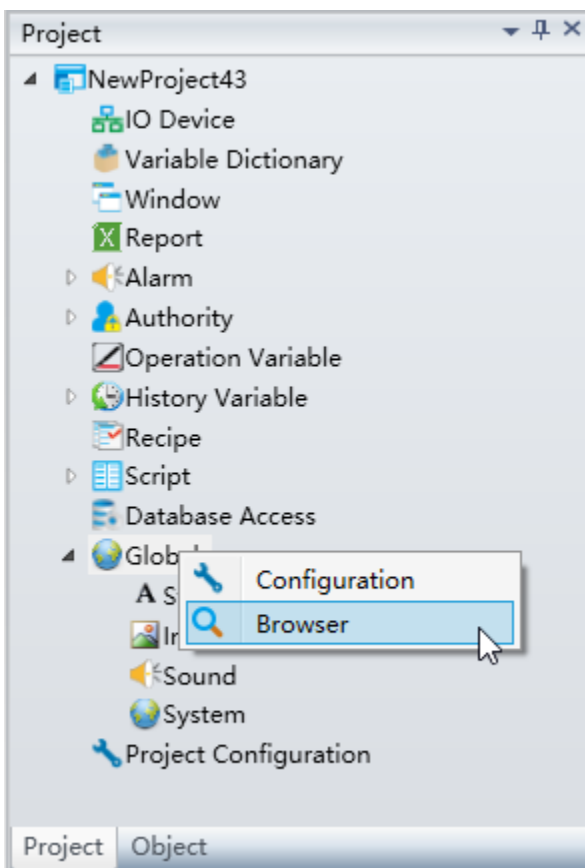 Project
NewProject43
IO Device
Variable Dictionary
Window
Report
Alarm
Authority
Operation Variable
History Variable
Recipe
Script
Database Access
Configuration
Browser
Sound
System
Project Configuration
Project Object